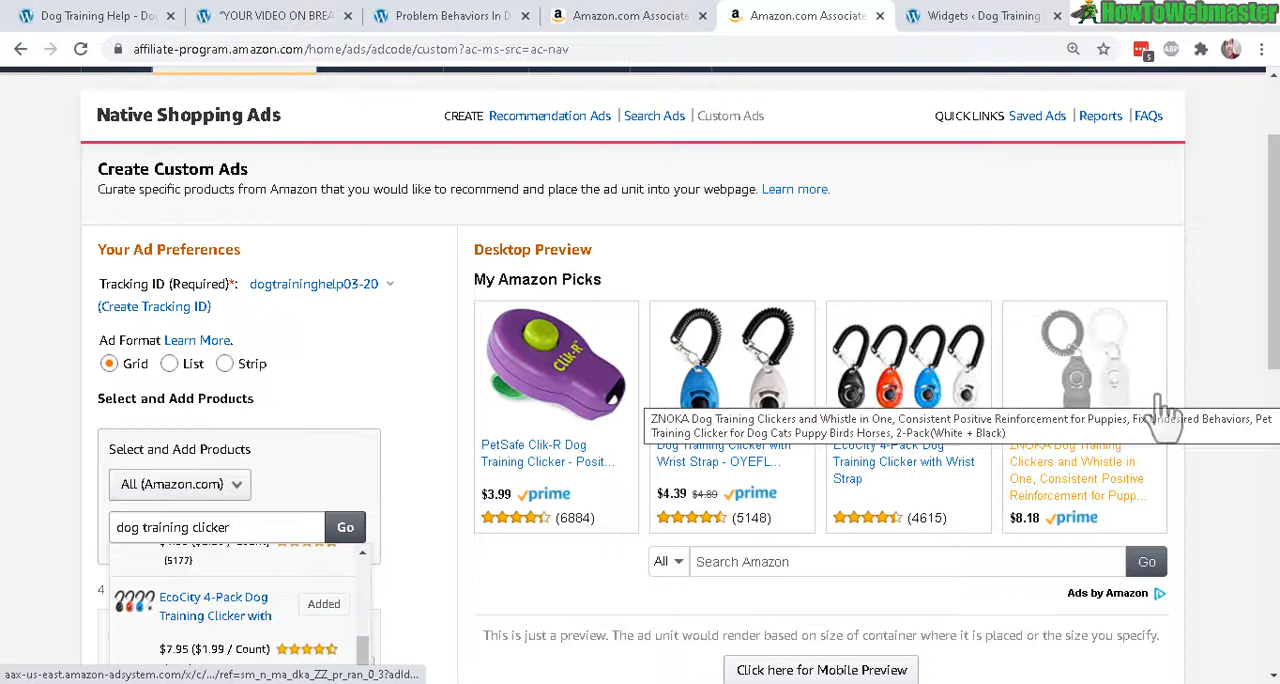 Dog Training Help - Do
"YOUR VIDEO ON BREA
Problem Behaviors in D
Amazon.com Associate
Amazon.com Associate
Widgets ‹ Dog Training
HowToWebmaster
affiliate-program.amazon.com/home/ads/adcode/custom?ac-ms-src=ac-nav
5
ABP
Native Shopping Ads
CREATE Recommendation Ads | Search Ads | Custom Ads
QUICK LINKS Saved Ads | Reports | FAQs
Create Custom Ads
Curate specific products from Amazon that you would like to recommend and place the ad unit into your webpage. Learn more.
Your Ad Preferences
Tracking ID (Required)*: dogtraininghelp03-20
(Create Tracking ID)
Ad Format Learn More.
Grid List Strip
Select and Add Products
Select and Add Products
All (Amazon.com)
dog training clicker Go
(5177)
4
EcoCity 4-Pack Dog
Training Clicker with
Added
$7.95 ($1.99 / Count)
Desktop Preview
My Amazon Picks
Clik-R
PetSafe Clik-R Dog
Training Clicker - Posit...
$3.99 prime
(6884)
Wrist Strap - OYEFL...
$4.39 $4.89 prime
(5148)
EcoCity 4-Pack Dog
Training Clicker with Wrist
Strap
(4615)
ZNOKA Dog Training Clickers and Whistle in One, Consistent Positive Reinforcement for Puppies, Fix Undesired Behaviors, Pet
Training Clicker for Dog Cats Puppy Birds Horses, 2-Pack(White + Black)
ZNOKA Dog Training
Clickers and Whistle in
One, Consistent Positive
Reinforcement for Pupp...
$8.18 prime
All Search Amazon Go
Ads by Amazon
This is just a preview. The ad unit would render based on size of container where it is placed or the size you specify.
Click here for Mobile Preview
aax-us-east.amazon-adsystem.com/x/c/.../ref=sm_n_ma_dka_ZZ_pr_ran_0_3?adId...